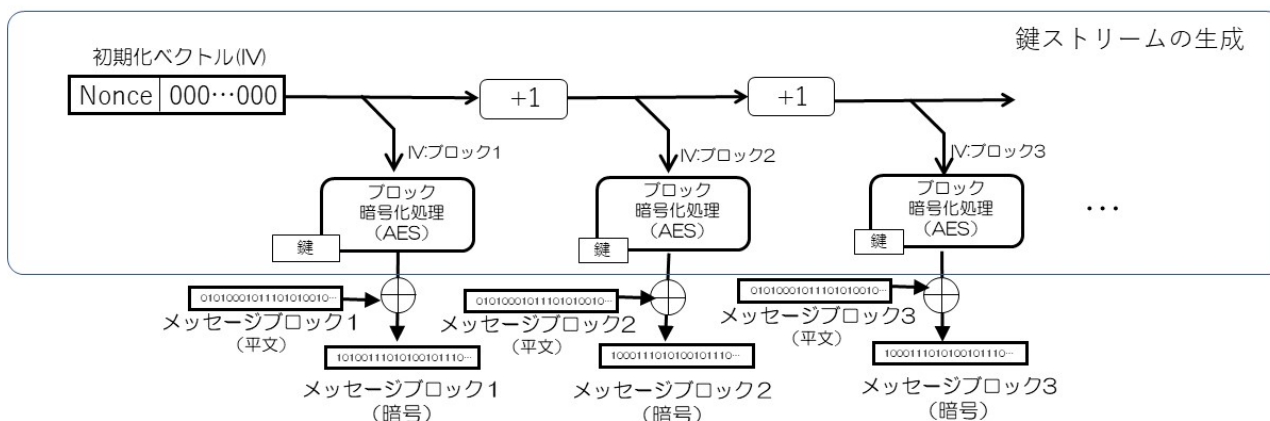 鍵ストリームの生成
初期化ベクトル(IV)
Nonce 000…000
+1
+1
IV:ブロック1
IV:ブロック2
IV:ブロック3
ブロック
暗号化処理
(AES)
鍵
ブロック
暗号化処理
(AES)
鍵
ブロック
暗号化処理
(AES)
鍵
…
01010001011101010010…
メッセージブロック1
(平文)
01010001011101010010…
メッセージブロック2
(平文)
01010001011101010010…
メッセージブロック3
(平文)
10100111010100101110…
メッセージブロック1
(暗号)
1000111010100101110…
メッセージブロック2
(暗号)
1000111010100101110…
メッセージブロック3
(暗号)